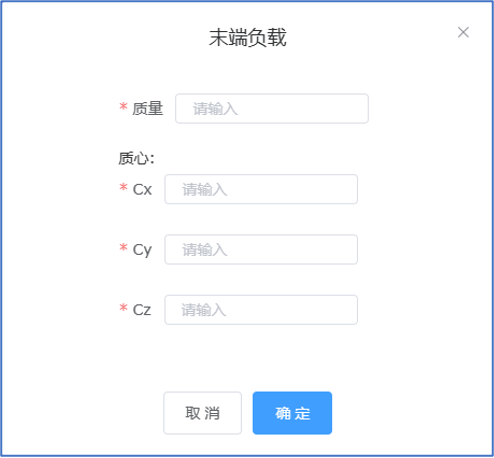 末端负载
* 质量 请输入
质心：
* Cx 请输入
* Cy 请输入
* Cz 请输入
取消 确定